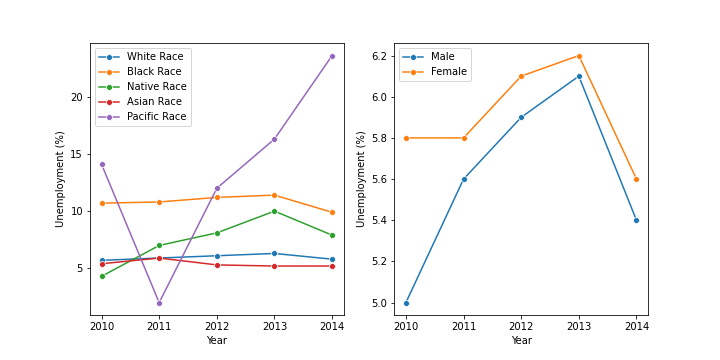 White Race
Black Race
Native Race
Asian Race
Pacific Race
20
15
10
5
Unemployment (%)
2010 2011 2012 2013 2014
Year
Male
Female
6.2
6.0
5.8
5.6
5.4
5.2
5.0
Unemployment (%)
2010 2011 2012 2013 2014
Year